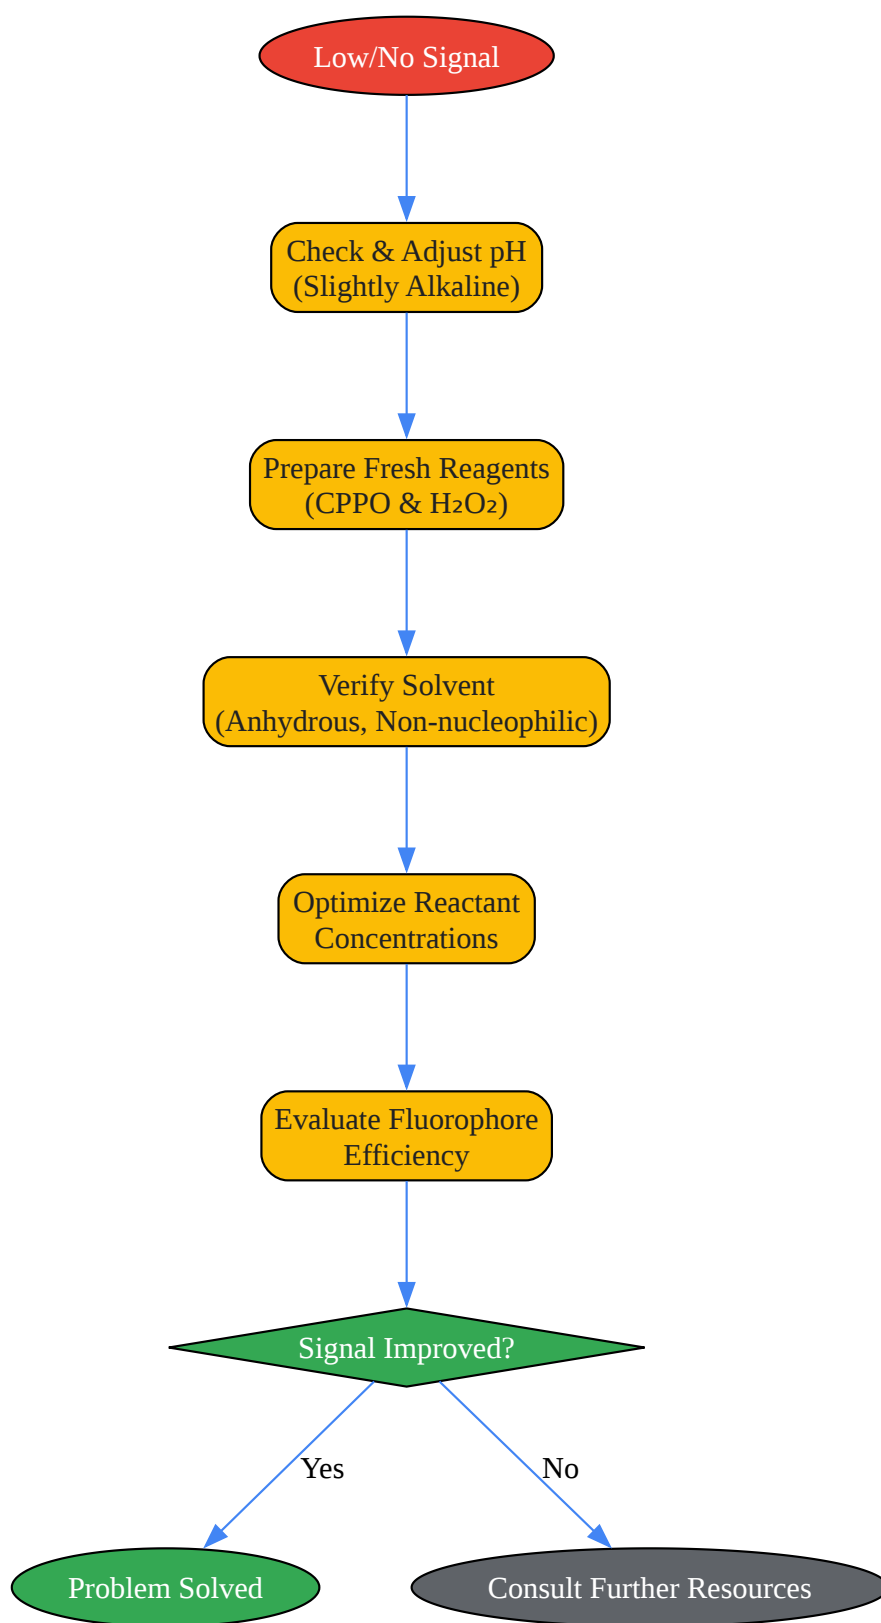 Low/No Signal
Check & Adjust pH
(Slightly Alkaline)
Prepare Fresh Reagents
(CPPO & H₂O₂)
Verify Solvent
(Anhydrous, Non-nucleophilic)
Optimize Reactant
Concentrations
Evaluate Fluorophore
Efficiency
Signal Improved?
Yes
No
Problem Solved
Consult Further Resources